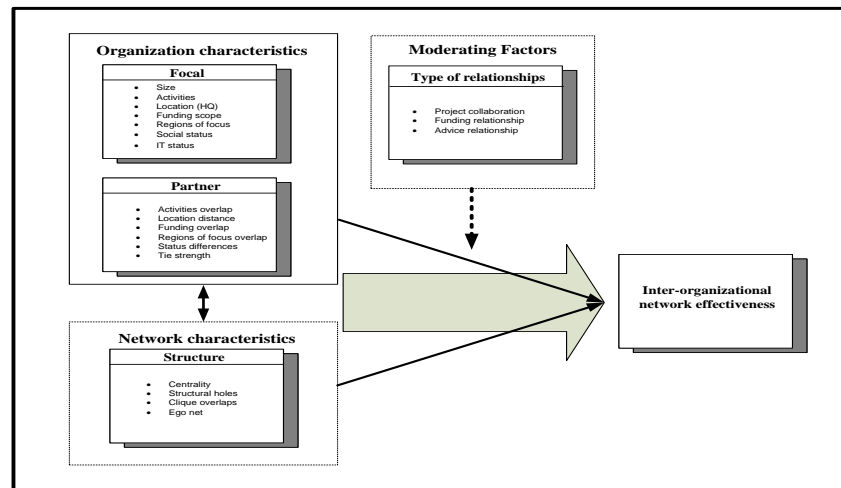 Organization characteristics
Focal
• Size
• Activities
• Location (HQ)
• Funding scope
• Regions of focus
• Social status
• IT status
Partner
• Activities overlap
• Location distance
• Funding overlap
• Regions of focus overlap
• Status differences
• Tie strength
Network characteristics
Structure
• Centrality
• Structural holes
• Clique overlaps
• Ego net
Moderating Factors
Type of relationships
• Project collaboration
• Funding relationship
• Advice relationship
Inter-organizational
network effectiveness